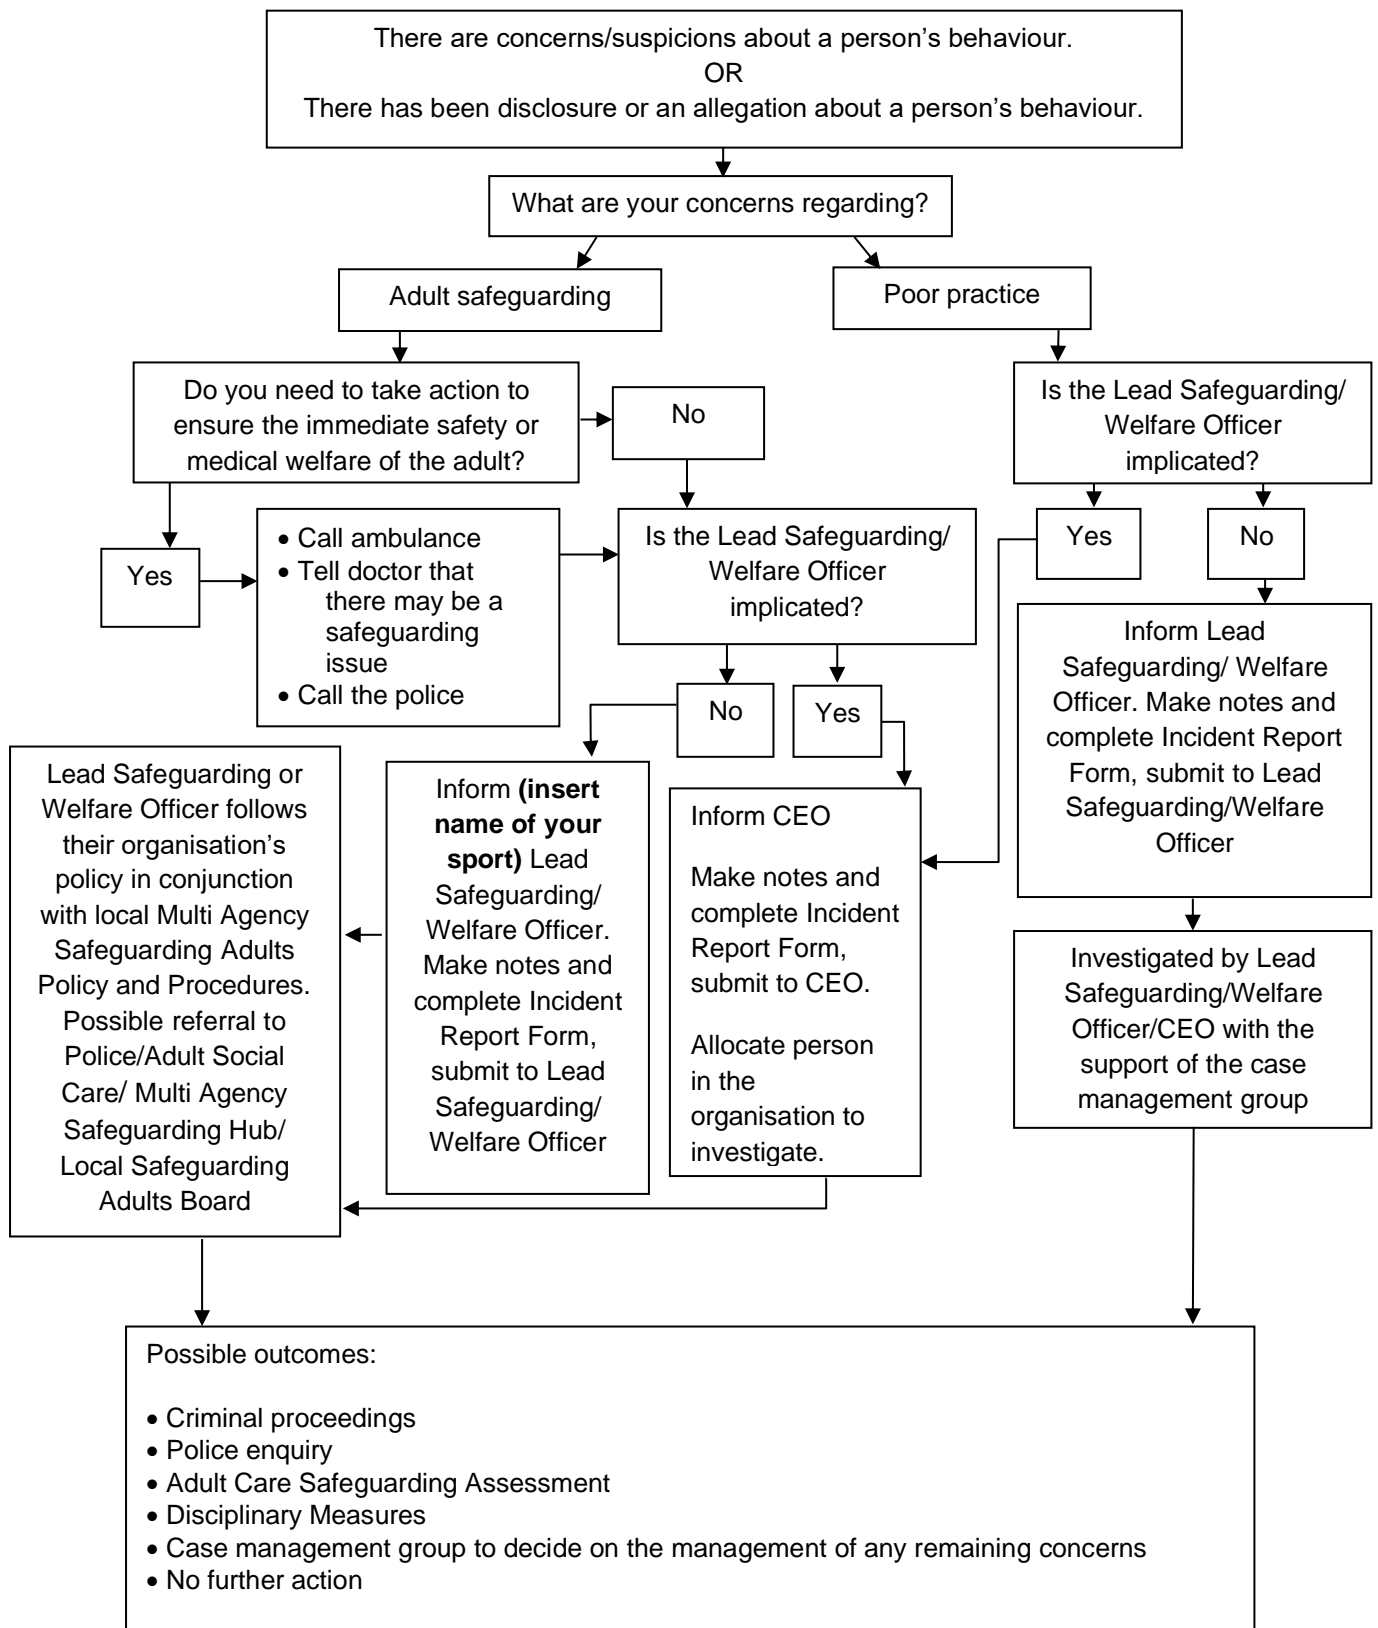 There are concerns/suspicions about a person’s behaviour.
OR
There has been disclosure or an allegation about a person’s behaviour.
What are your concerns regarding?
Adult safeguarding
Poor practice
Do you need to take action to
ensure the immediate safety or
medical welfare of the adult?
No
Is the Lead Safeguarding/
Welfare Officer
implicated?
Yes
• Call ambulance
• Tell doctor that
there may be a
safeguarding
issue
• Call the police
Is the Lead Safeguarding/
Welfare Officer
implicated?
Yes
No
No
Yes
Inform Lead
Safeguarding/ Welfare
Officer. Make notes and
complete Incident Report
Form, submit to Lead
Safeguarding/Welfare
Officer
Lead Safeguarding or
Welfare Officer follows
their organisation’s
policy in conjunction
with local Multi Agency
Safeguarding Adults
Policy and Procedures.
Possible referral to
Police/Adult Social
Care/ Multi Agency
Safeguarding Hub/
Local Safeguarding
Adults Board
Inform (insert
name of your
sport) Lead
Safeguarding/
Welfare Officer.
Make notes and
complete Incident
Report Form,
submit to Lead
Safeguarding/
Welfare Officer
Inform CEO
Make notes and
complete Incident
Report Form,
submit to CEO.
Allocate person
in the
organisation to
investigate.
Investigated by Lead
Safeguarding/Welfare
Officer/CEO with the
support of the case
management group
Possible outcomes:
• Criminal proceedings
• Police enquiry
• Adult Care Safeguarding Assessment
• Disciplinary Measures
• Case management group to decide on the management of any remaining concerns
• No further action